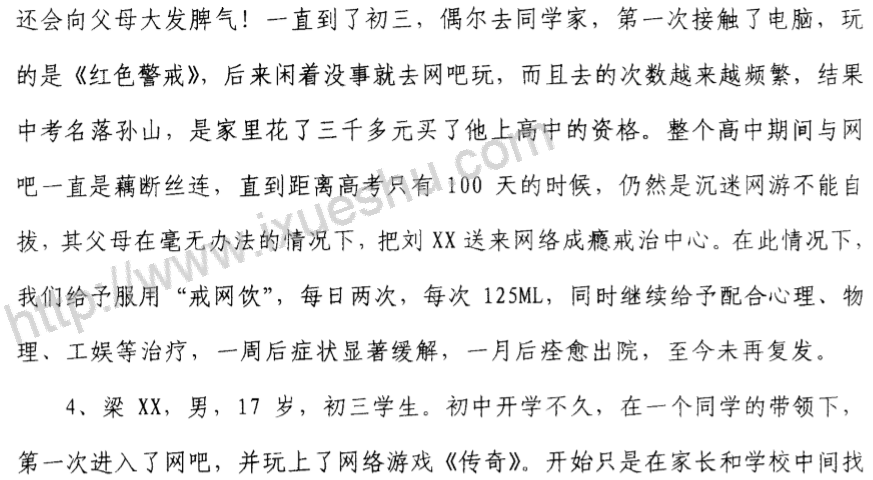 还会向父母大发脾气！一直到了初三，偶尔去同学家，第一次接触了电脑，玩
的是《红色警戒》，后来闲着没事就去网吧玩，而且去的次数越来越频繁，结果
中考名落孙山，是家里花了三千多元买了他上高中的资格。整个高中期间与网
吧一直是藕断丝连，直到距离高考只有 100 天的时候，仍然是沉迷网游不能自
拔，其父母在毫无办法的情况下，把刘 XX 送来网络成瘾戒治中心。在此情况下，
我们给予服用“戒网饮”，每日两次，每次 125ML，同时继续给予配合心理、物
理、工娱等治疗，一周后症状显著缓解，一月后痊愈出院，至今未再复发。
4、梁 XX，男，17 岁，初三学生。初中开学不久，在一个同学的带领下，
第一次进入了网吧，并玩上了网络游戏《传奇》。开始只是在家长和学校中间找
http://www.ixueshu.com